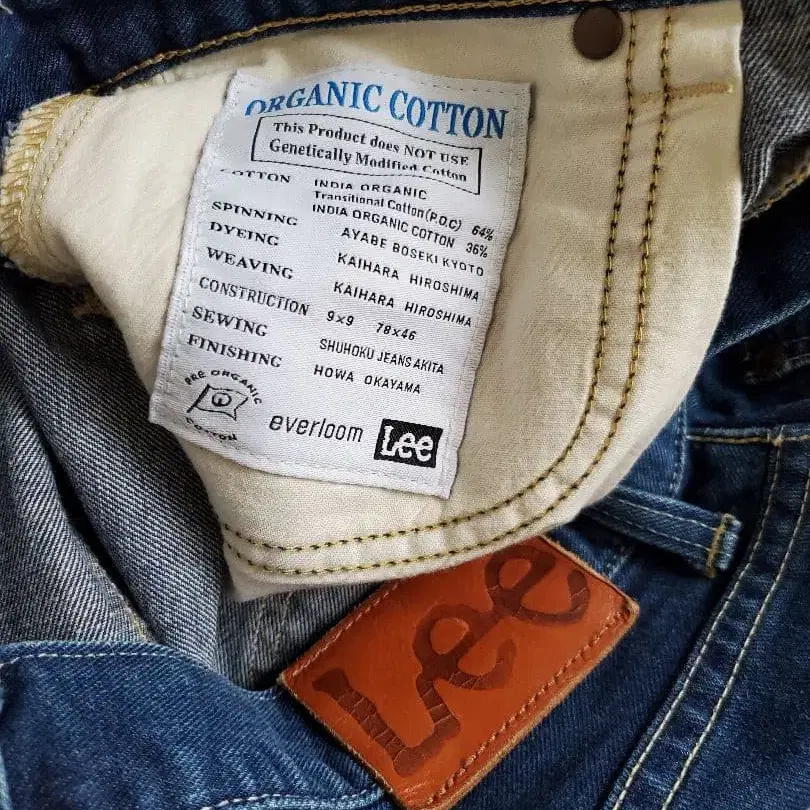 ORGANIC COTTON
This Product does NOT USE
Genetically Modified Cotton
COTTON INDIA ORGANIC
Transitional Cotton(P.O.C) 64%
INDIA ORGANIC COTTON 36%
SPINNING AYABE BOSEKI KYOTO
DYEING KAIHARA HIROSHIMA
WEAVING KAIHARA HIROSHIMA
CONSTRUCTION 9×9 78×46
SEWING SHUHOKU JEANS AKITA
FINISHING HOWA OKAYAMA
PRE ORGANIC
COTTON
everloom Lee
Lee